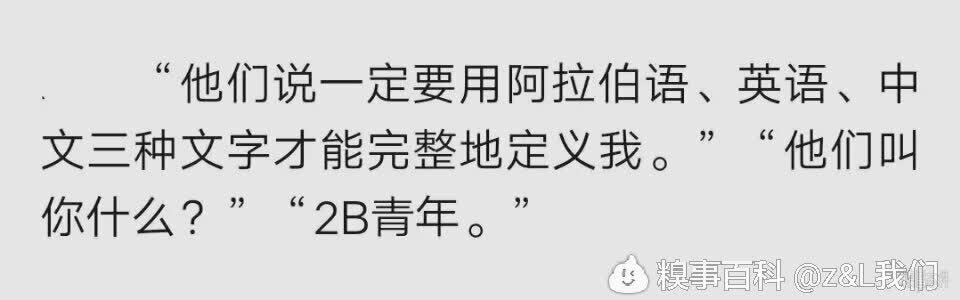 “他们说一定要用阿拉伯语、英语、中
文三种文字才能完整地定义我。” “他们叫
你什么？” “2B青年。”
糗事百科 @z&L我们